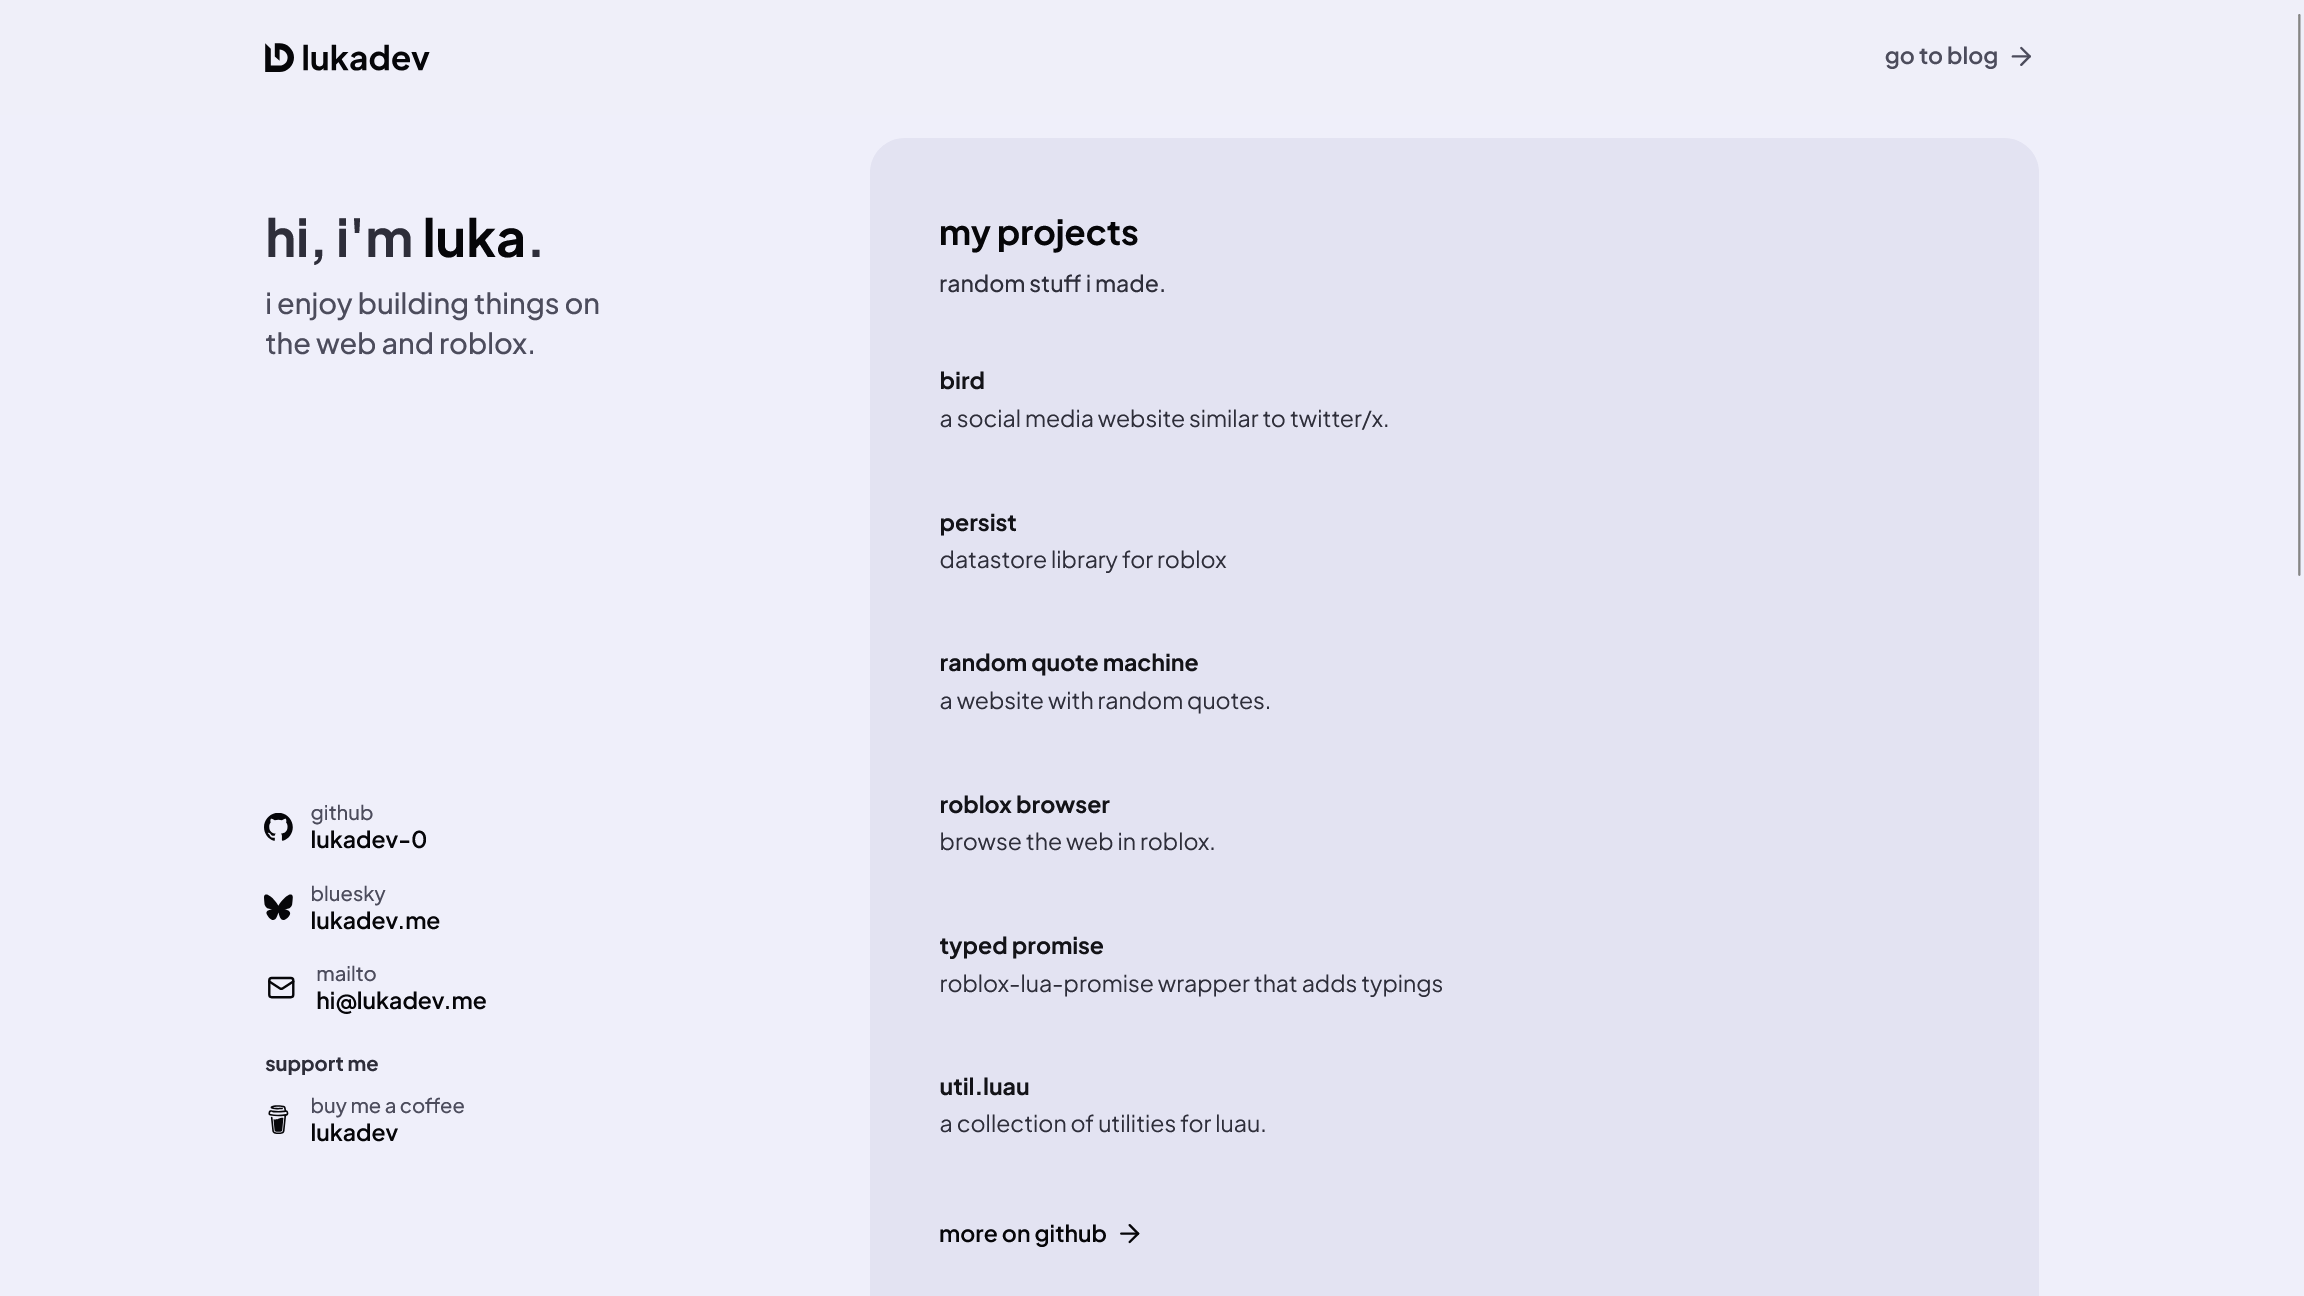 lukadev
go to blog
hi, i'm luka.
i enjoy building things on
the web and roblox.
github
lukadev-0
bluesky
lukadev.me
mailto
hi@lukadev.me
support me
buy me a coffee
lukadev
my projects
random stuff i made.
bird
a social media website similar to twitter/x.
persist
datastore library for roblox
random quote machine
a website with random quotes.
roblox browser
browse the web in roblox.
typed promise
roblox-lua-promise wrapper that adds typings
util.luau
a collection of utilities for luau.
more on github